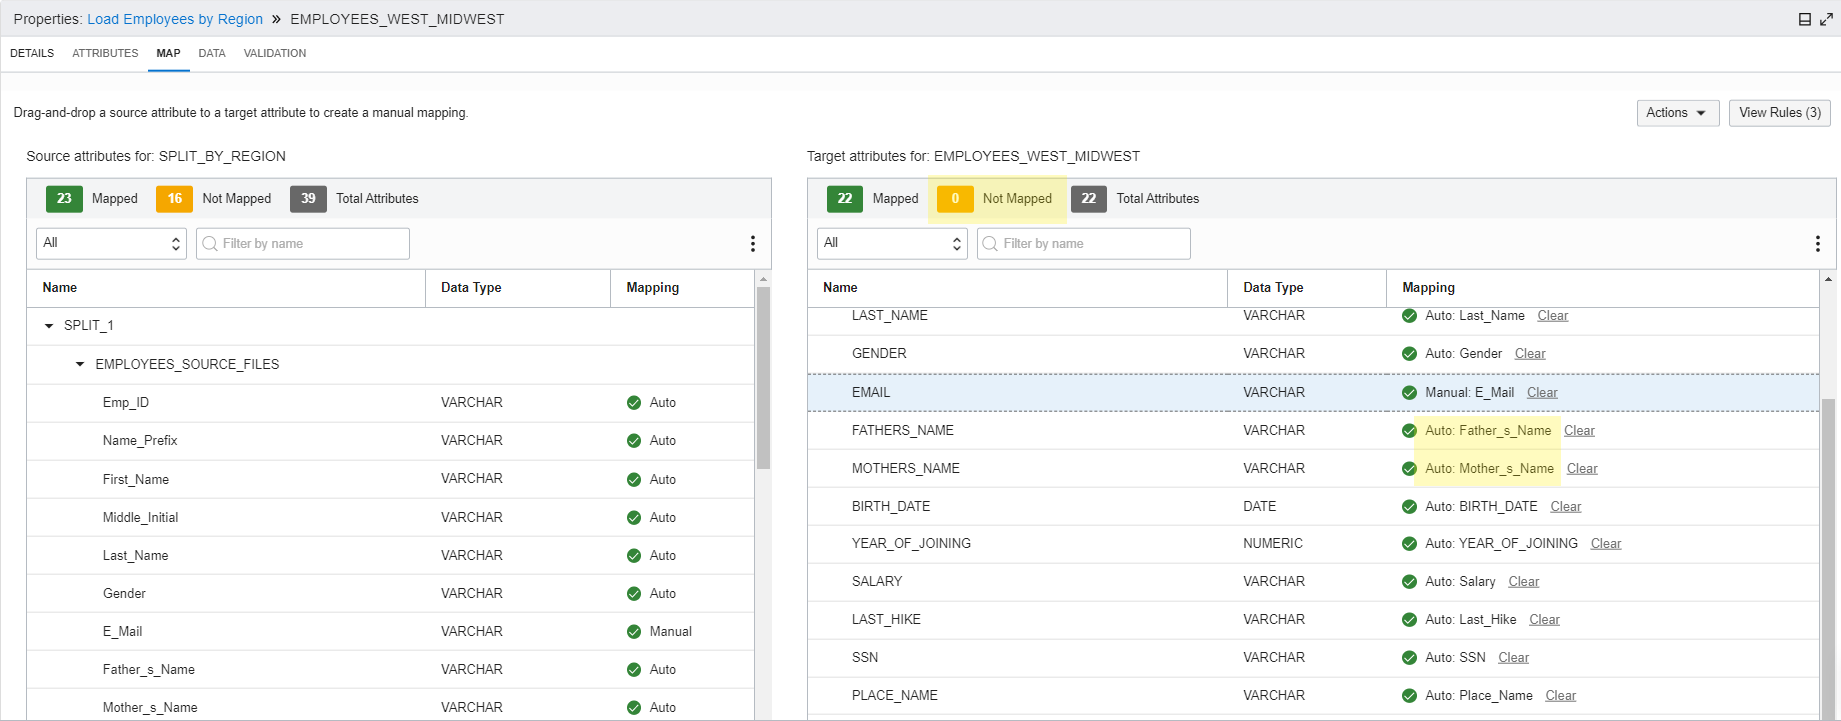 Properties: Load Employees by Region » EMPLOYEES_WEST_MIDWEST
DETAILS ATTRIBUTES MAP DATA VALIDATION
Drag-and-drop a source attribute to a target attribute to create a manual mapping.
Actions View Rules (3)
Source attributes for: SPLIT_BY_REGION
23 Mapped 16 Not Mapped 39 Total Attributes
All Filter by name
Name Data Type Mapping
SPLIT_1
EMPLOYEES_SOURCE_FILES
Emp_ID VARCHAR Auto
Name_Prefix VARCHAR Auto
First_Name VARCHAR Auto
Middle_Initial VARCHAR Auto
Last_Name VARCHAR Auto
Gender VARCHAR Auto
E_Mail VARCHAR Manual
Father_s_Name VARCHAR Auto
Mother_s_Name VARCHAR Auto
Target attributes for: EMPLOYEES_WEST_MIDWEST
22 Mapped 0 Not Mapped 22 Total Attributes
All Filter by name
Name Data Type Mapping
LAST_NAME VARCHAR Auto: Last_Name Clear
GENDER VARCHAR Auto: Gender Clear
EMAIL VARCHAR Manual: E_Mail Clear
FATHERS_NAME VARCHAR Auto: Father_s_Name Clear
MOTHERS_NAME VARCHAR Auto: Mother_s_Name Clear
BIRTH_DATE DATE Auto: BIRTH_DATE Clear
YEAR_OF_JOINING NUMERIC Auto: YEAR_OF_JOINING Clear
SALARY VARCHAR Auto: Salary Clear
LAST_HIKE VARCHAR Auto: Last_Hike Clear
SSN VARCHAR Auto: SSN Clear
PLACE_NAME VARCHAR Auto: Place_Name Clear